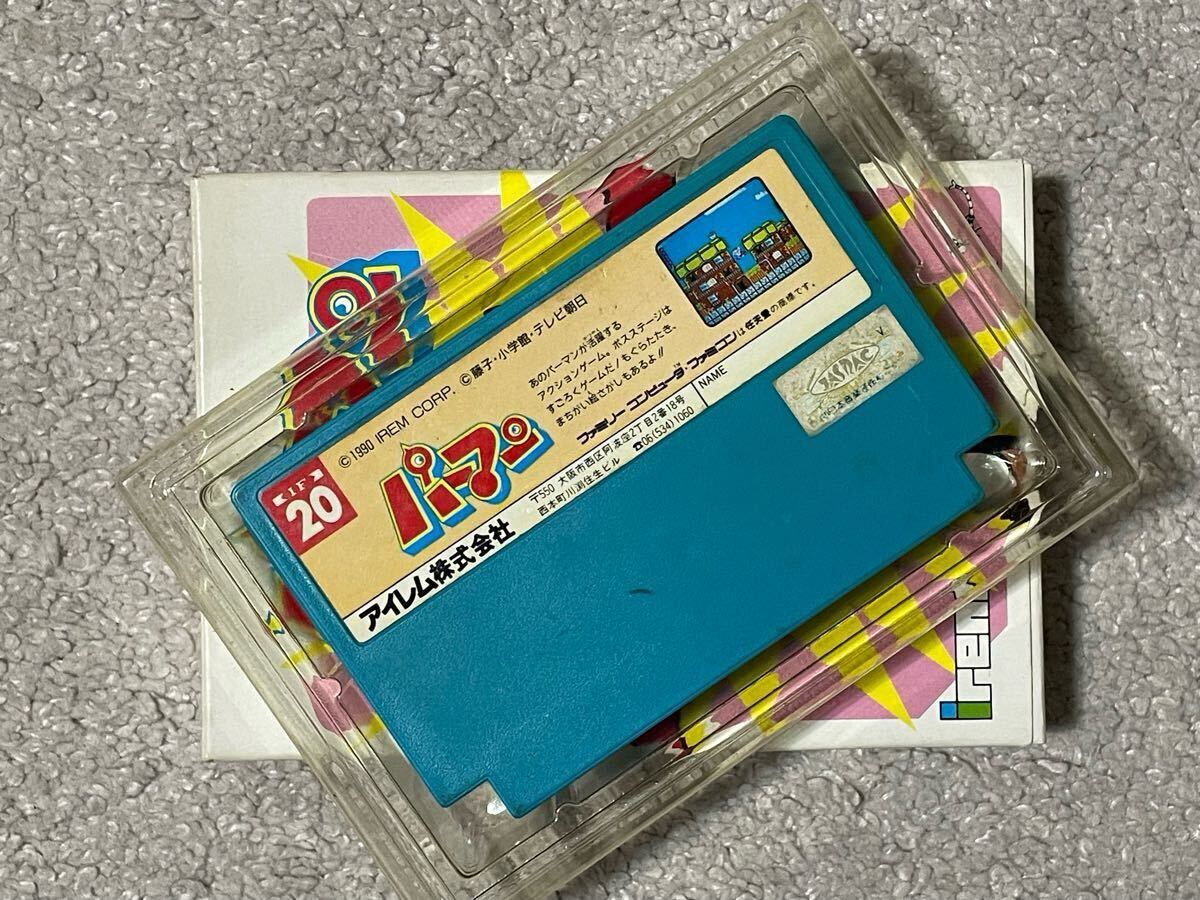 IF
20
©1990 IREM CORP. ©藤子・小学館・テレビ朝日
パーマン
あのパーマンが活躍する
アクションゲーム。ボスステージは
すごろくゲームだ!もぐらたたき、
まちがい絵さがしもあるよ!!
ファミリーコンピュータ・ファミコンは任天堂の商標です。
アイレム株式会社
〒550 大阪市西区阿波座2丁目2番18号
西本町川渕住生ビル ☎06(534)1060
NAME
JASRAC
パ
irem